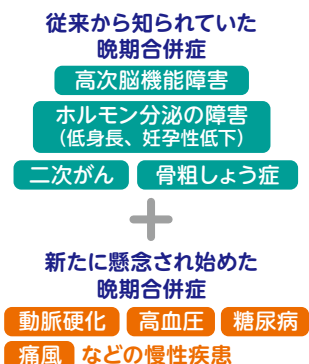 従来から知られていた
晩期合併症
高次脳機能障害
ホルモン分泌の障害
（低身長、妊孕性低下）
二次がん 骨粗しょう症
＋
新たに懸念され始めた
晩期合併症
動脈硬化 高血圧 糖尿病
痛風 などの慢性疾患